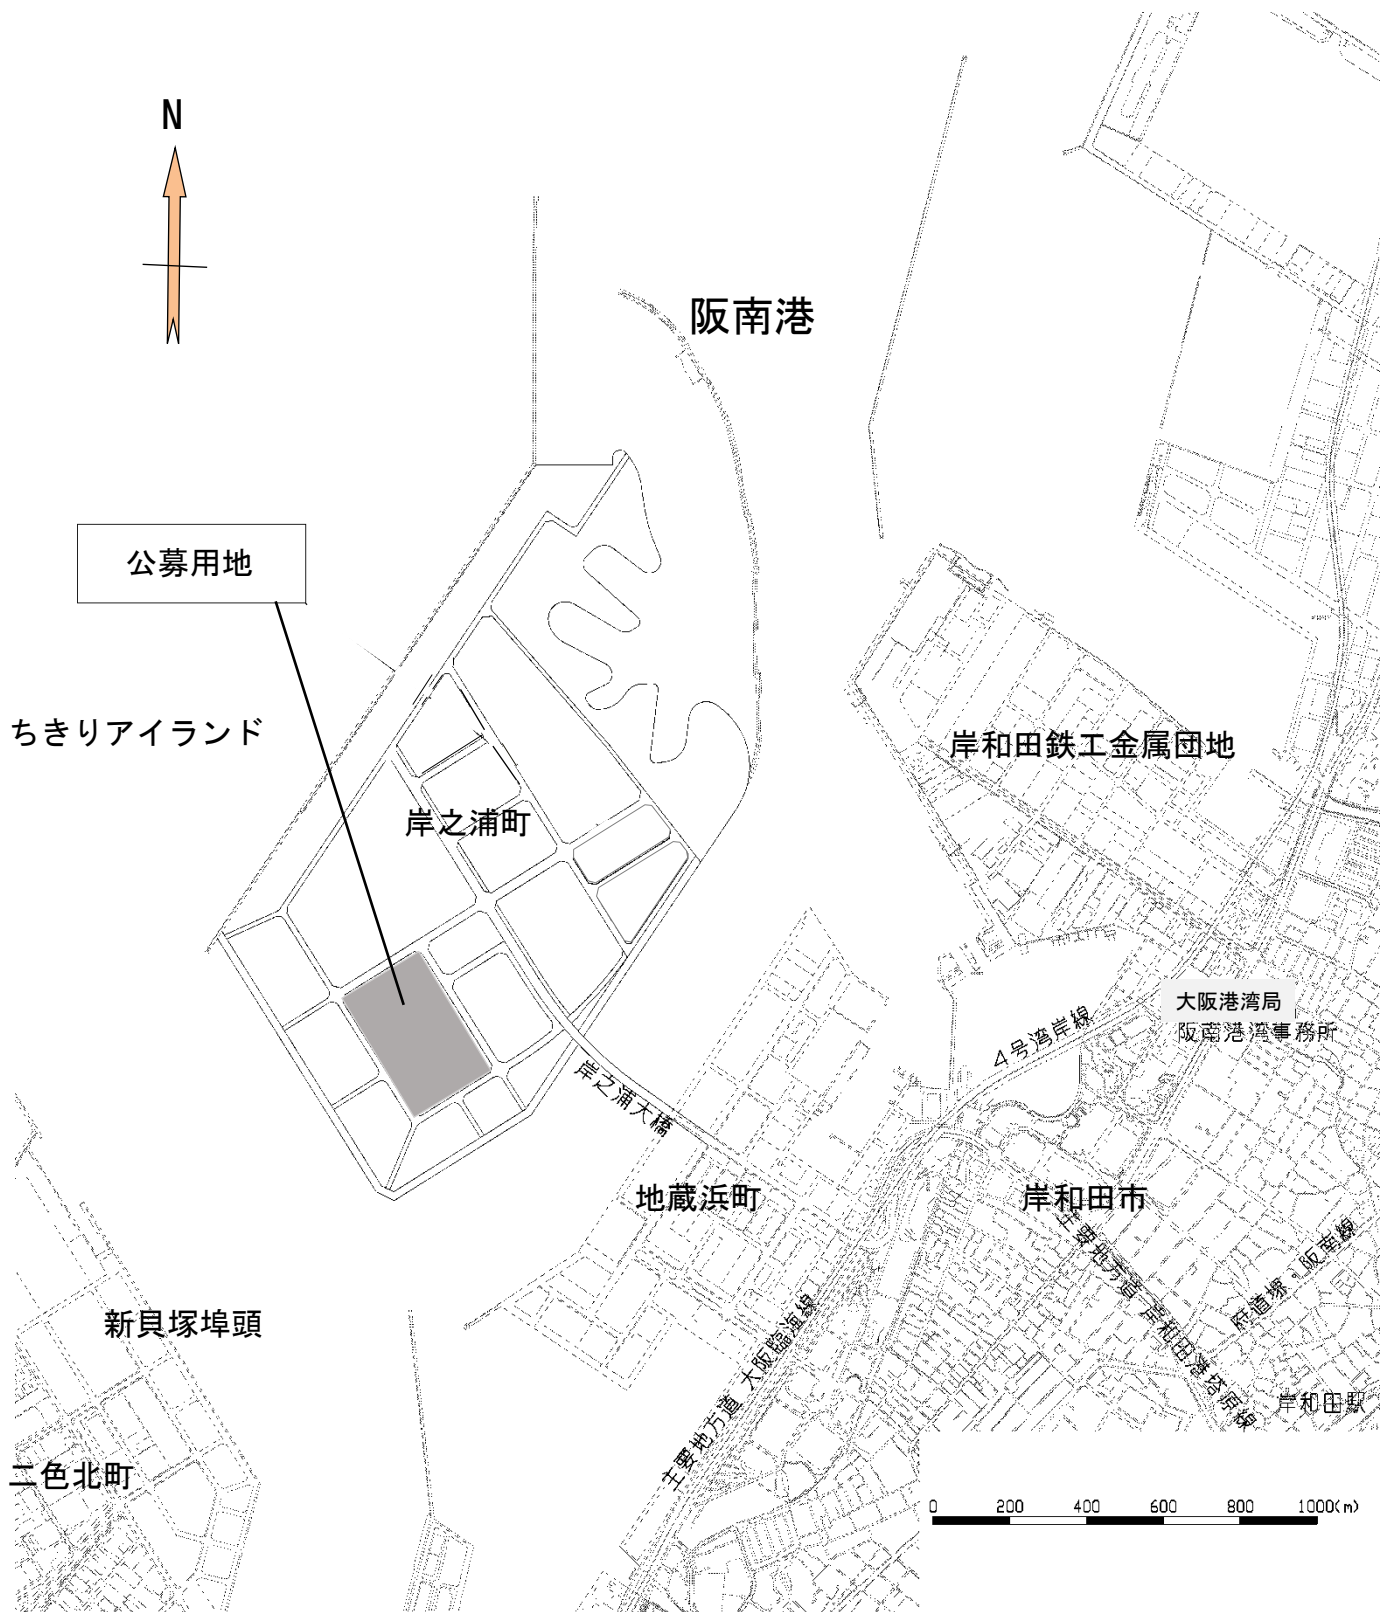 N
阪南港
公募用地
ちきりアイランド
岸和田鉄工金属団地
岸之浦町
大阪港湾局
阪南港湾事務所
4号湾岸線
岸之浦大橋
地蔵浜町
岸和田市
主要地方道 岸和田港塔原線
府道堺・阪南線
新貝塚埠頭
主要地方道 大阪臨海線
岸和田駅
二色北町
0 200 400 600 800 1000(m)